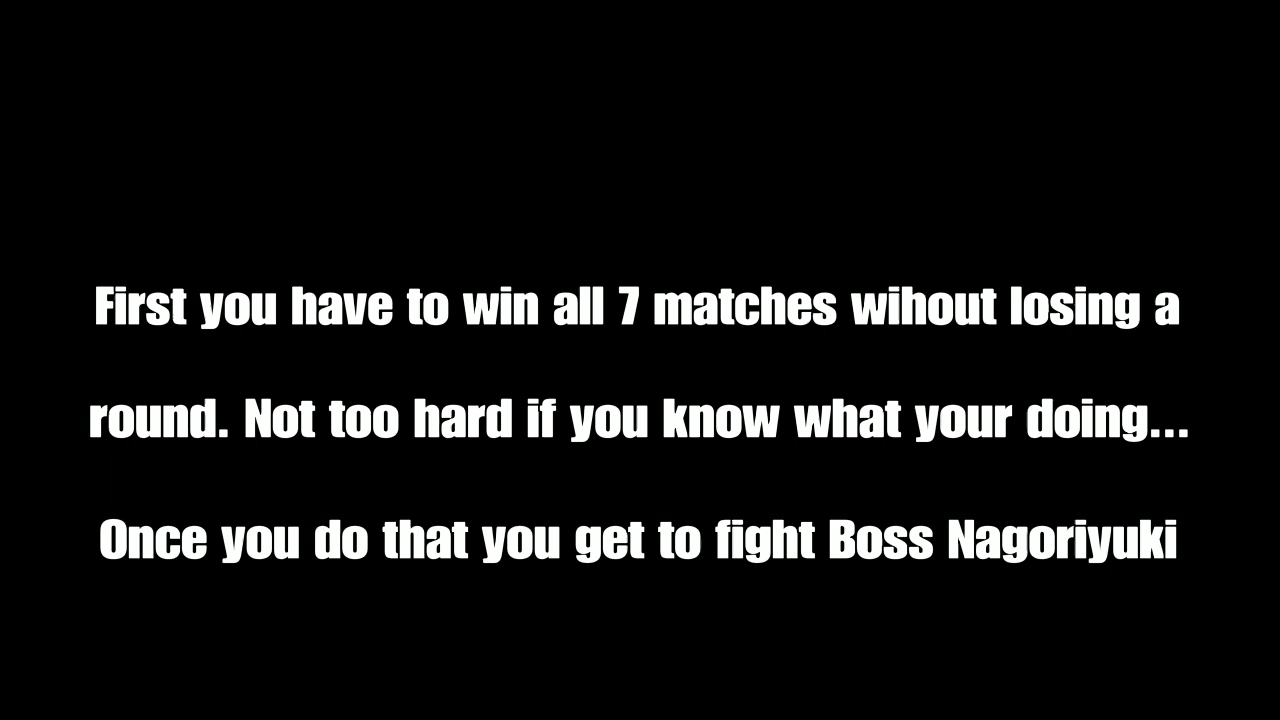 First you have to win all 7 matches wihout losing a
round. Not too hard if you know what your doing...
Once you do that you get to fight Boss Nagoriyuki